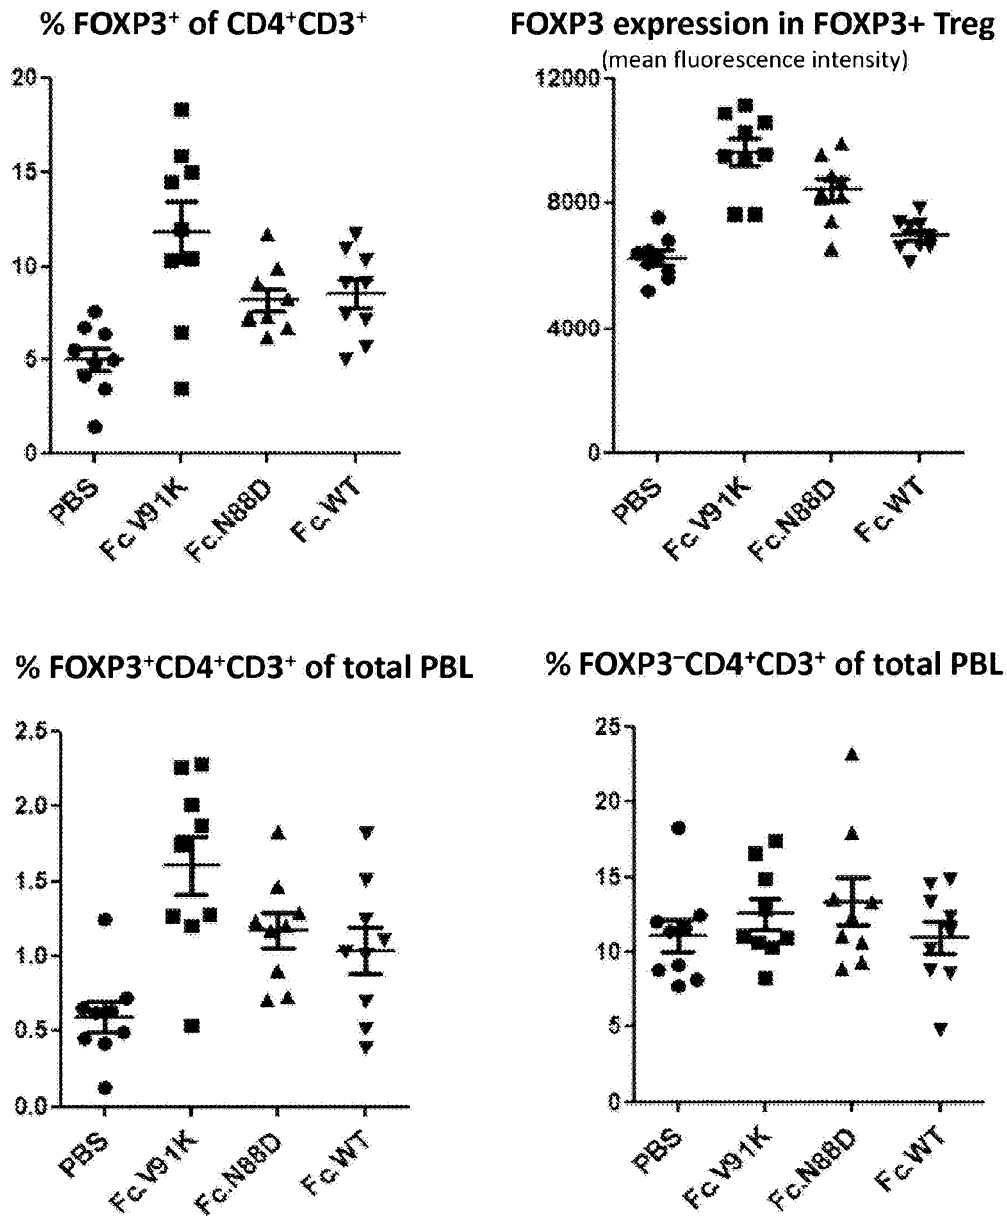 % FOXP3⁺ of CD4⁺CD3⁺
20
15
10
5
0
PBS
Fc.V91K
Fc.N88D
Fc.WT
FOXP3 expression in FOXP3+ Treg
(mean fluorescence intensity)
12000
8000
4000
0
PBS
Fc.V91K
Fc.N88D
Fc.WT
% FOXP3⁺CD4⁺CD3⁺ of total PBL
2.5
2.0
1.5
1.0
0.5
0.0
PBS
Fc.V91K
Fc.N88D
Fc.WT
% FOXP3⁻CD4⁺CD3⁺ of total PBL
25
20
15
10
5
0
PBS
Fc.V91K
Fc.N88D
Fc.WT